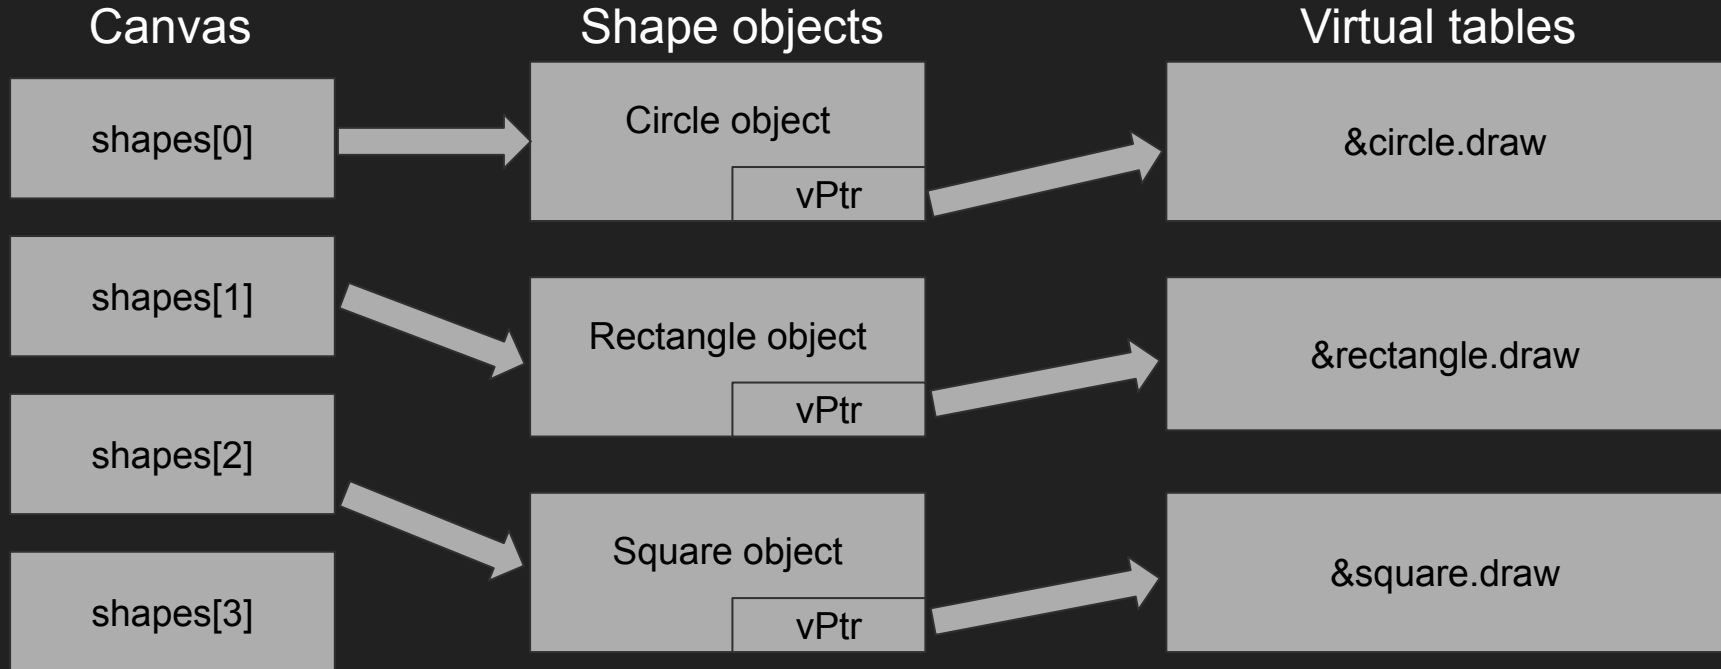 Canvas
Shape objects
Virtual tables
shapes[0]
Circle object
vPtr
&circle.draw
shapes[1]
Rectangle object
vPtr
&rectangle.draw
shapes[2]
Square object
vPtr
&square.draw
shapes[3]